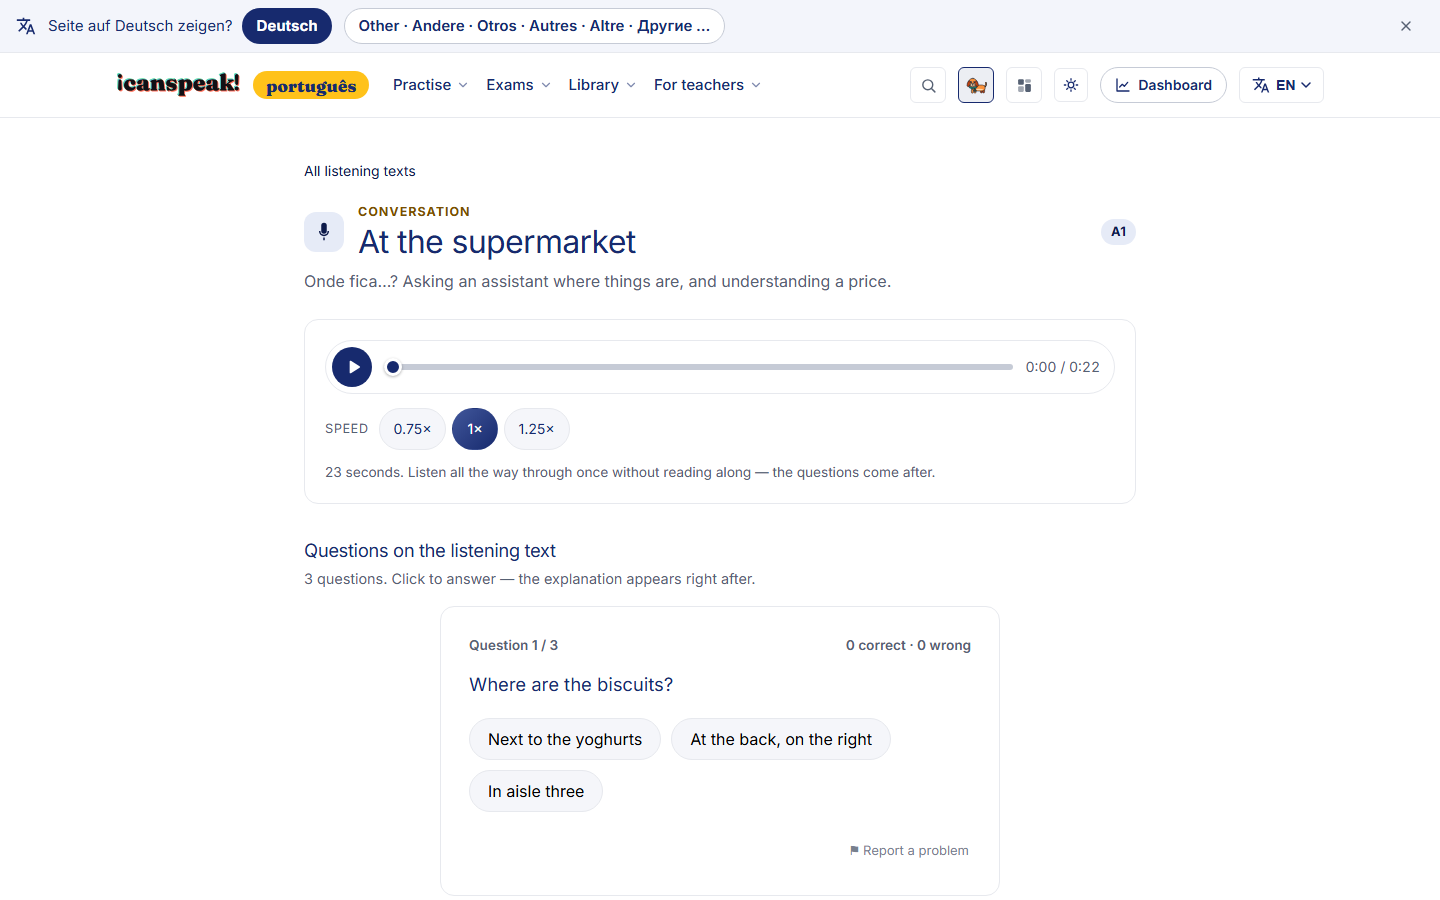 Seite auf Deutsch zeigen? Deutsch Other · Andere · Otros · Autres · Altre · Другие ...
icanspeak! português Practise Exams Library For teachers Dashboard EN
All listening texts
CONVERSATION
At the supermarket
A1
Onde fica...? Asking an assistant where things are, and understanding a price.
0:00 / 0:22
SPEED 0.75× 1× 1.25×
23 seconds. Listen all the way through once without reading along — the questions come after.
Questions on the listening text
3 questions. Click to answer — the explanation appears right after.
Question 1 / 3 0 correct · 0 wrong
Where are the biscuits?
Next to the yoghurts At the back, on the right
In aisle three
Report a problem